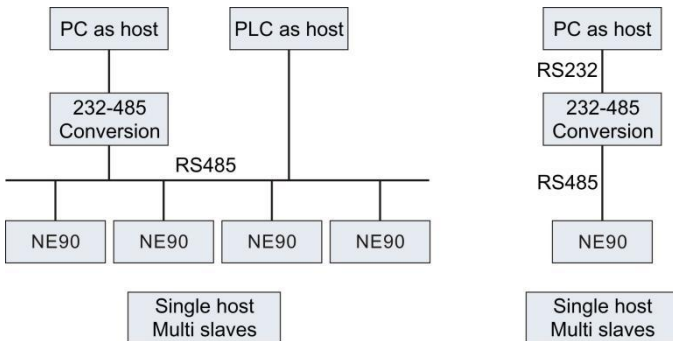 PC as host
PLC as host
232-485
Conversion
RS485
NE90
NE90
NE90
NE90
Single host
Multi slaves
PC as host
RS232
232-485
Conversion
RS485
NE90
Single host
Multi slaves